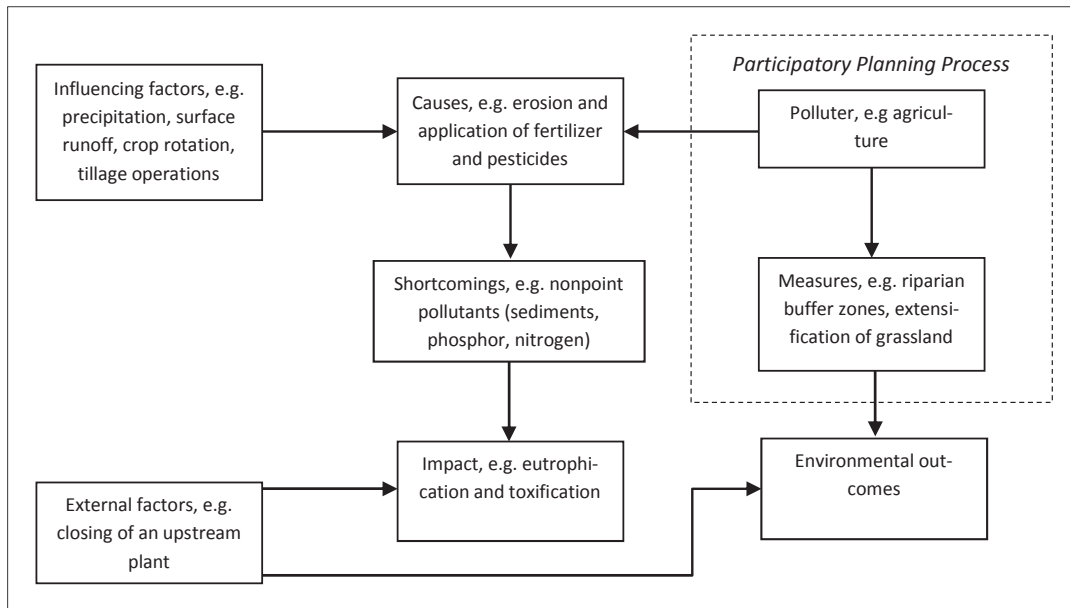 Influencing factors, e.g.
precipitation, surface
runoff, crop rotation,
tillage operations
Causes, e.g. erosion and
application of fertilizer
and pesticides
Participatory Planning Process
Polluter, e.g agricul-
ture
Shortcomings, e.g. nonpoint
pollutants (sediments,
phosphor, nitrogen)
Measures, e.g. riparian
buffer zones, extensi-
fication of grassland
Impact, e.g. eutrophi-
cation and toxification
Environmental out-
comes
External factors, e.g.
closing of an upstream
plant